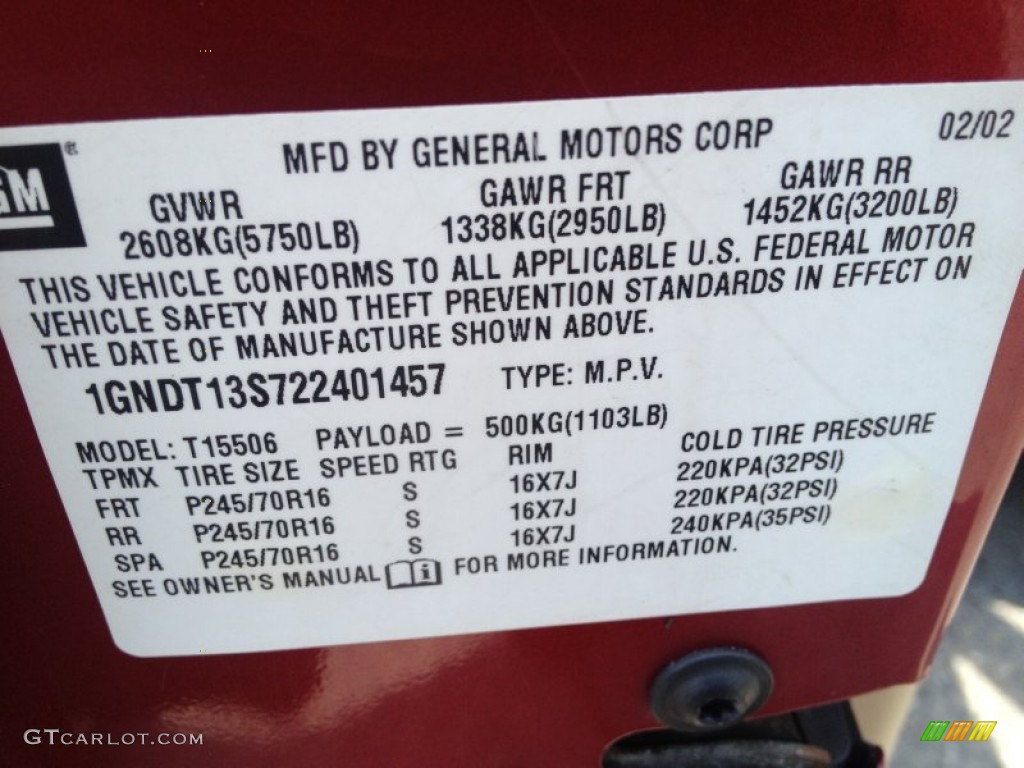 GM ® MFD BY GENERAL MOTORS CORP 02/02
GVWR GAWR FRT GAWR RR
2608KG(5750LB) 1338KG(2950LB) 1452KG(3200LB)
THIS VEHICLE CONFORMS TO ALL APPLICABLE U.S. FEDERAL MOTOR
VEHICLE SAFETY AND THEFT PREVENTION STANDARDS IN EFFECT ON
THE DATE OF MANUFACTURE SHOWN ABOVE.
1GNDT13S722401457 TYPE: M.P.V.
MODEL: T15506 PAYLOAD = 500KG(1103LB)
TPMX TIRE SIZE SPEED RTG RIM COLD TIRE PRESSURE
FRT P245/70R16 S 16X7J 220KPA(32PSI)
RR P245/70R16 S 16X7J 220KPA(32PSI)
SPA P245/70R16 S 16X7J 240KPA(35PSI)
SEE OWNER'S MANUAL i FOR MORE INFORMATION.
GTCARLOT.COM